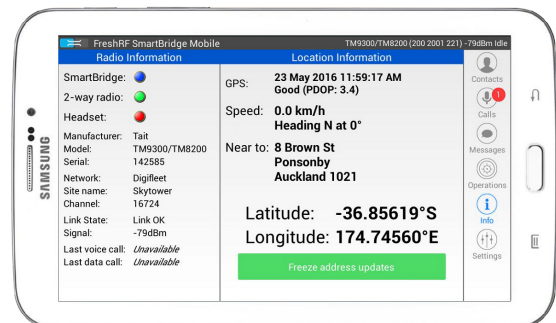 FreshRF SmartBridge Mobile
TM9300/TM8200 (200 2001 221) -79dBm Idle
Radio Information
SmartBridge:
2-way radio:
Headset:
Manufacturer: Tait
Model: TM9300/TM8200
Serial: 142585
Network: Digifleet
Site name: Skytower
Channel: 16724
Link State: Link OK
Signal: -79dBm
Last voice call: Unavailable
Last data call: Unavailable
Location Information
GPS: 23 May 2016 11:59:17 AM
Good (PDOP: 3.4)
Speed: 0.0 km/h
Heading N at 0°
Near to: 8 Brown St
Ponsonby
Auckland 1021
Latitude: -36.85619°S
Longitude: 174.74560°E
Freeze address updates
Contacts
1
Calls
Messages
Operations
Info
Settings
SAMSUNG